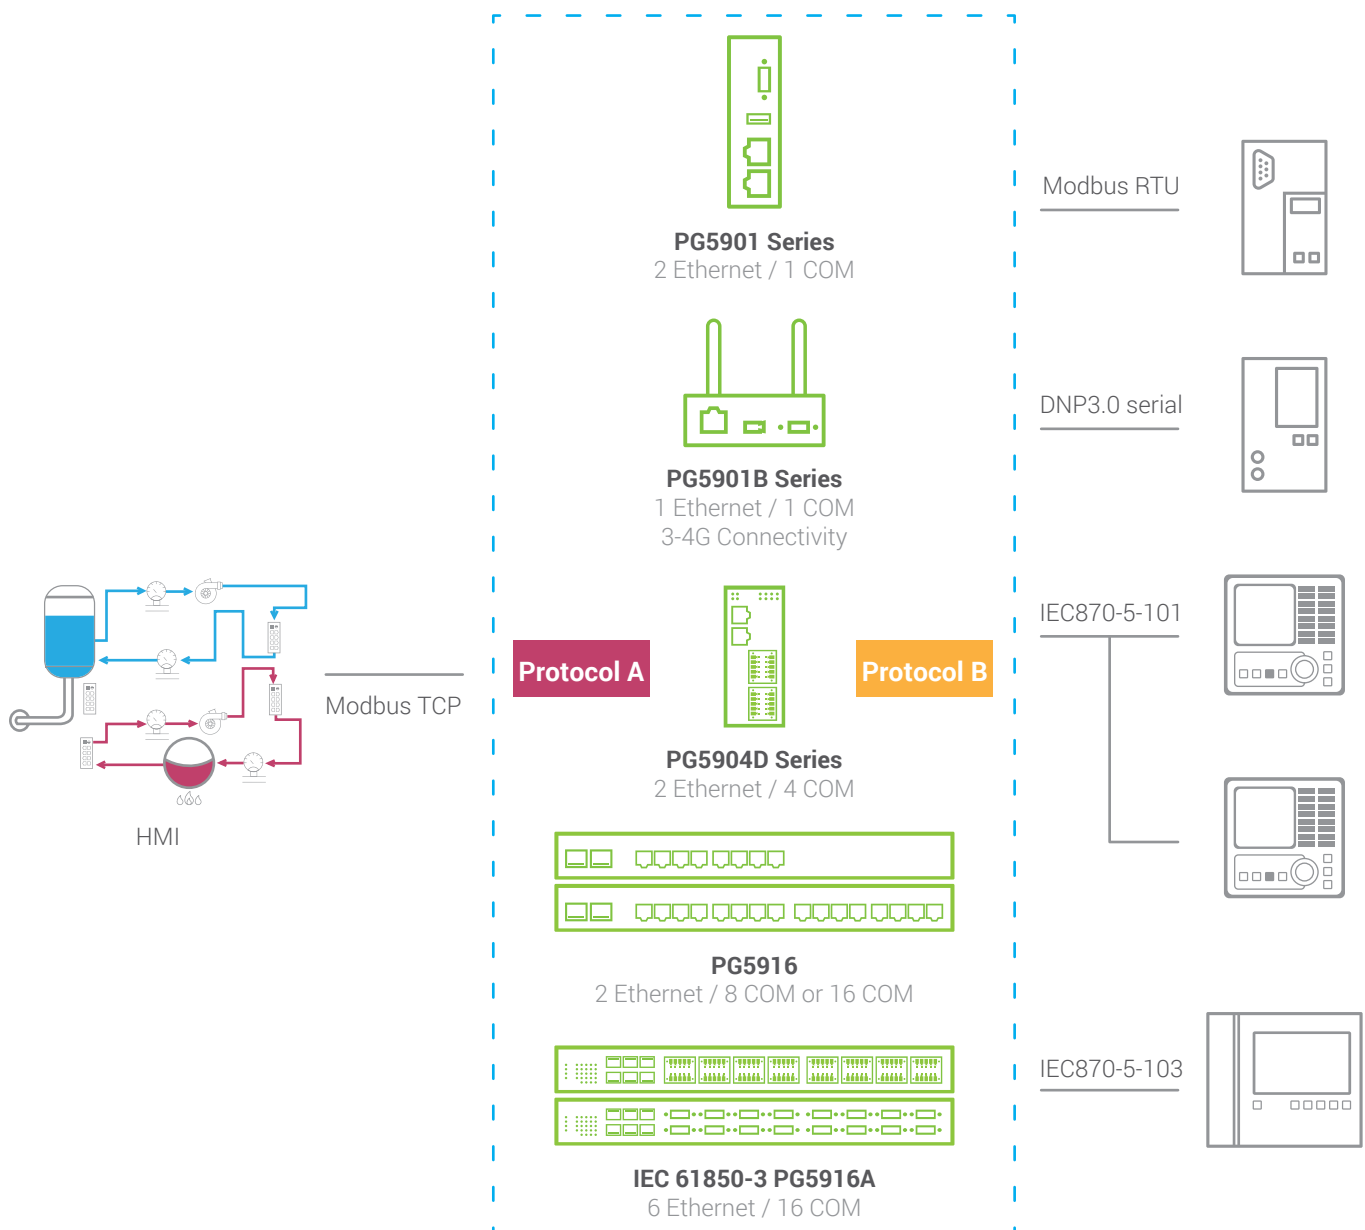 PG5901 Series
2 Ethernet / 1 COM
PG5901B Series
1 Ethernet / 1 COM
3-4G Connectivity
Protocol A
Protocol B
PG5904D Series
2 Ethernet / 4 COM
PG5916
2 Ethernet / 8 COM or 16 COM
IEC 61850-3 PG5916A
6 Ethernet / 16 COM
Modbus TCP
HMI
Modbus RTU
DNP3.0 serial
IEC870-5-101
IEC870-5-103